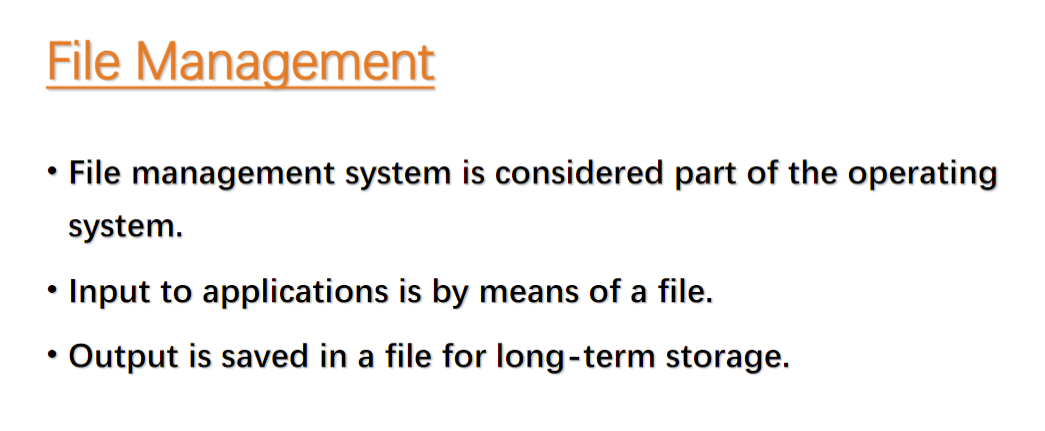 File Management
• File management system is considered part of the operating
system.
• Input to applications is by means of a file.
• Output is saved in a file for long-term storage.